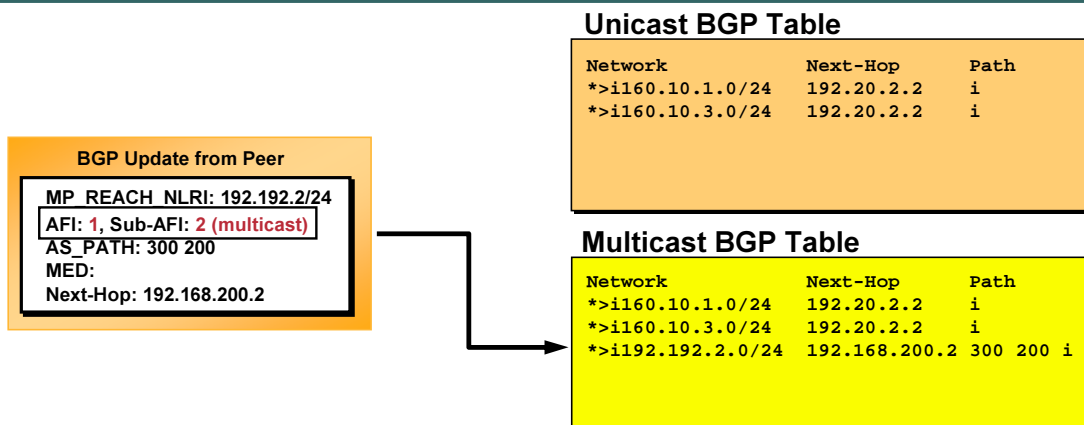 Unicast BGP Table
Network Next-Hop Path
*>i160.10.1.0/24 192.20.2.2 i
*>i160.10.3.0/24 192.20.2.2 i
BGP Update from Peer
MP_REACH_NLRI: 192.192.2/24
AFI: 1, Sub-AFI: 2 (multicast)
AS_PATH: 300 200
MED:
Next-Hop: 192.168.200.2
Multicast BGP Table
Network Next-Hop Path
*>i160.10.1.0/24 192.20.2.2 i
*>i160.10.3.0/24 192.20.2.2 i
*>i192.192.2.0/24 192.168.200.2 300 200 i